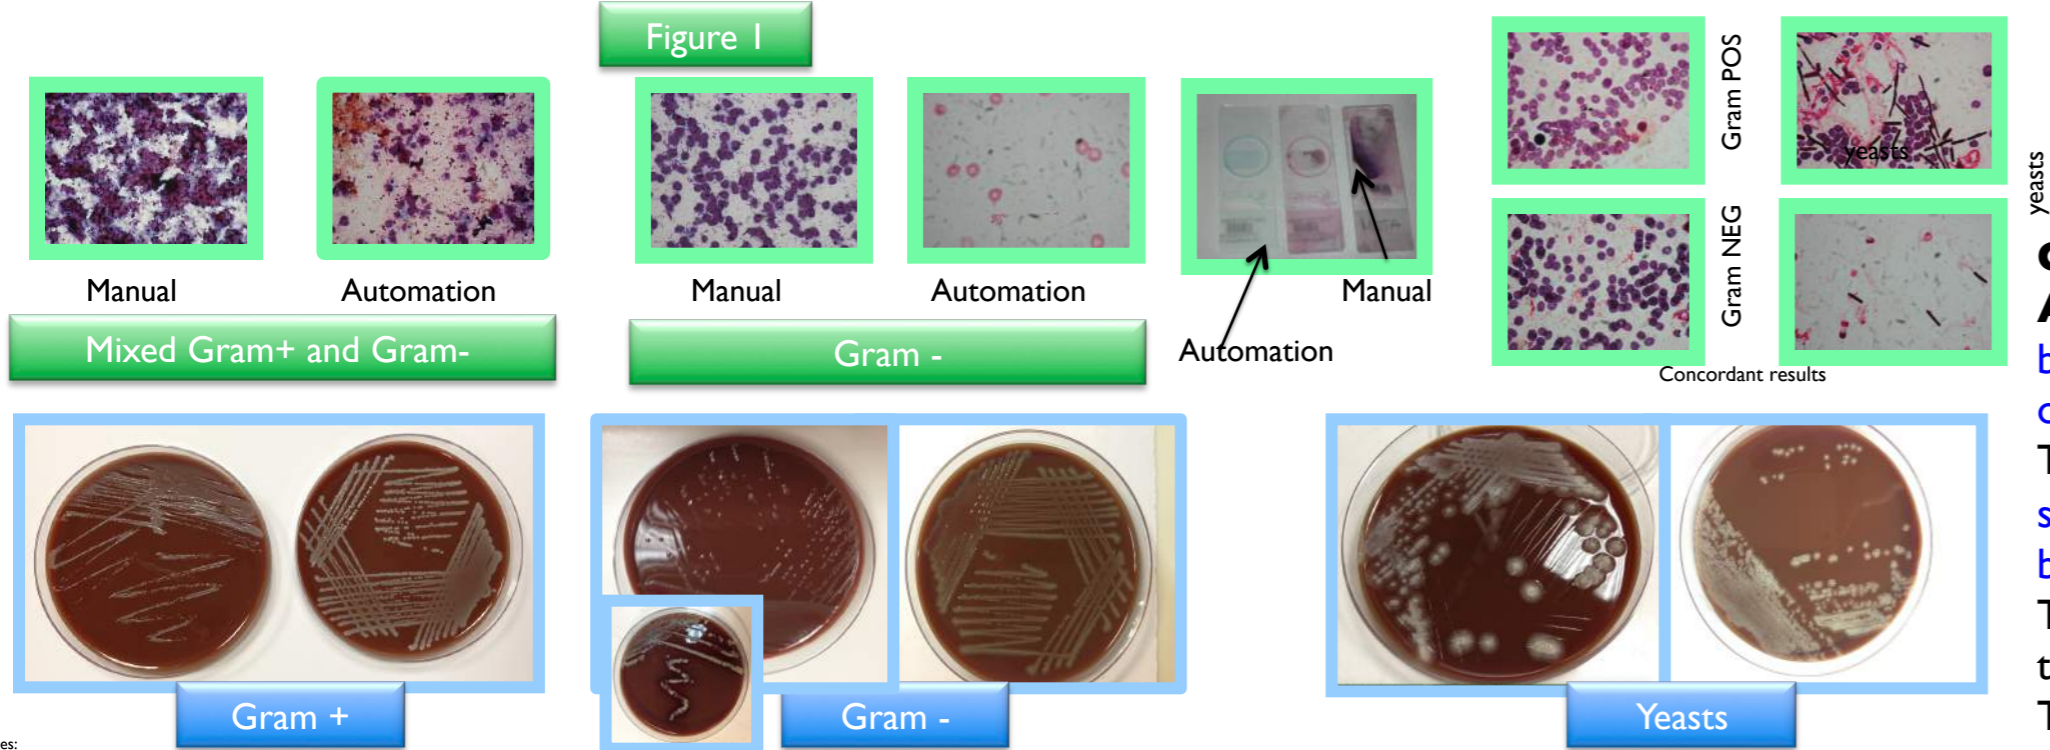 Figure 1
Manual
Automation
Mixed Gram+ and Gram-
Manual
Automation
Gram -
Automation
Manual
Gram POS
Gram NEG
yeasts
yeasts
Concordant results
Gram +
Gram -
Yeasts
es: